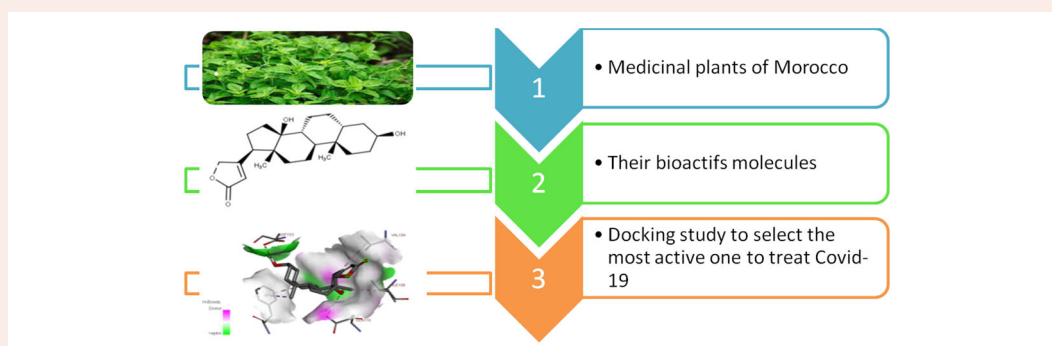 1
• Medicinal plants of Morocco
OH
OH
H₃C
H₃C
O
O
2
• Their bioactifs molecules
3
• Docking study to select the
most active one to treat Covid-
19